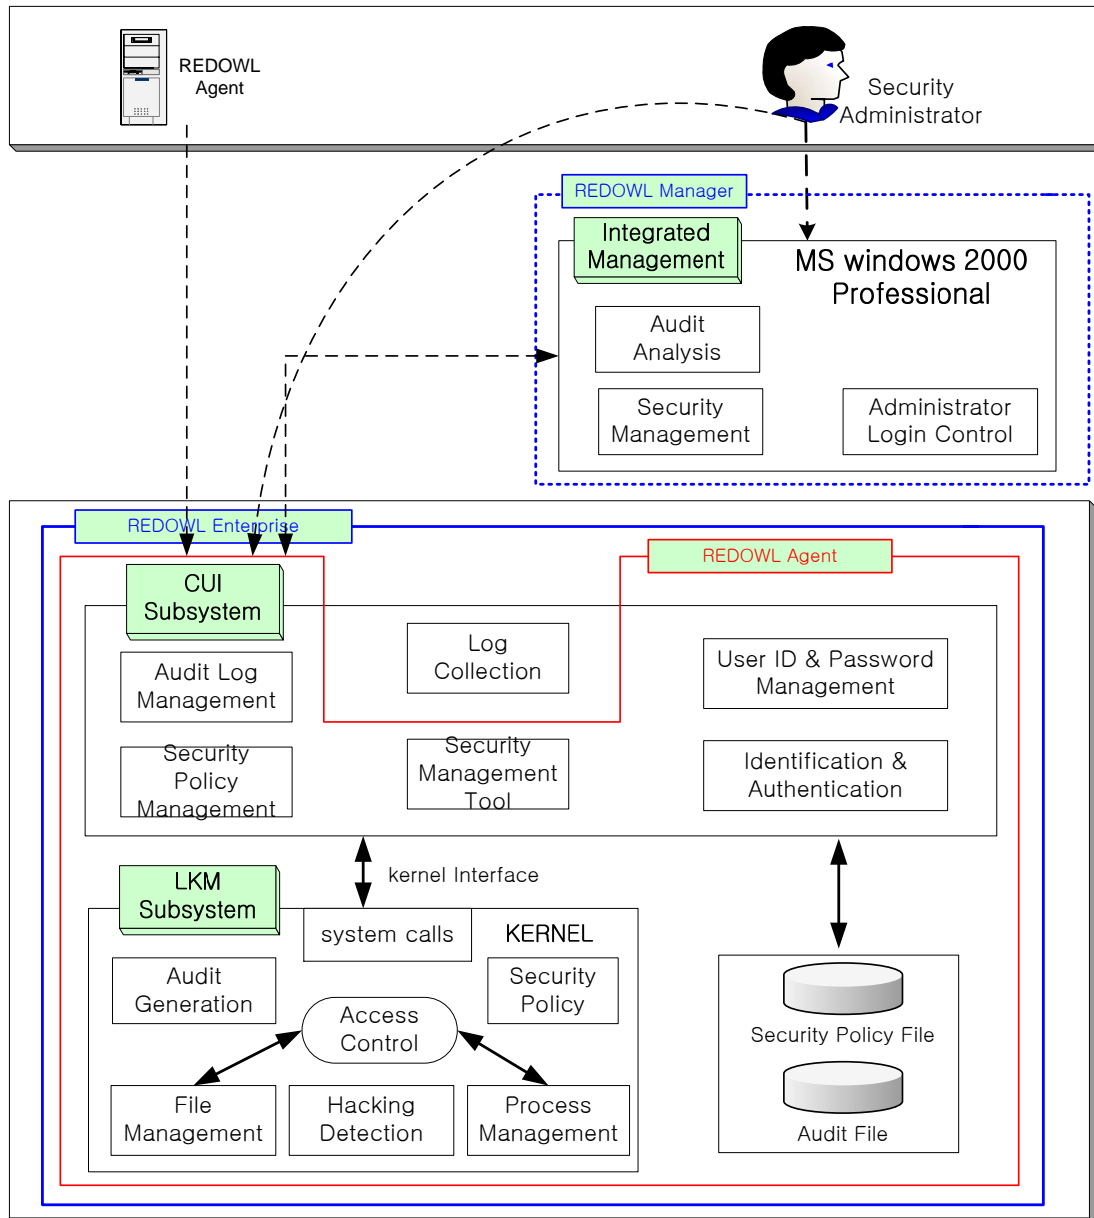 REDOWL
Agent
Security
Administrator
REDOWL Manager
Integrated
Management
MS windows 2000
Professional
Audit
Analysis
Security
Management
Administrator
Login Control
REDOWL Enterprise
REDOWL Agent
CUI
Subsystem
Log
Collection
User ID & Password
Management
Audit Log
Management
Security
Policy
Management
Security
Management
Tool
Identification &
Authentication
kernel Interface
LKM
Subsystem
system calls
KERNEL
Audit
Generation
Security
Policy
Access
Control
File
Management
Hacking
Detection
Process
Management
Security Policy File
Audit File